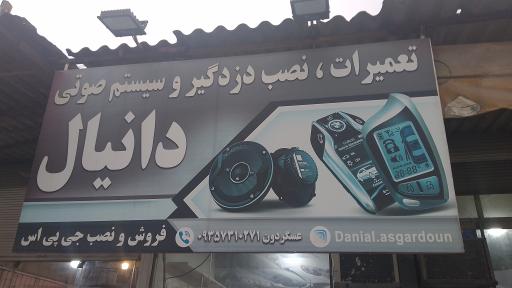 تعمیرات ، نصب دزدگیر و سیستم صوتی
دانیال
فروش و نصب جی پی اس
۰۹۳۵۷۳۱۰۲۷۱ عسگردون
Danial.asgardoun